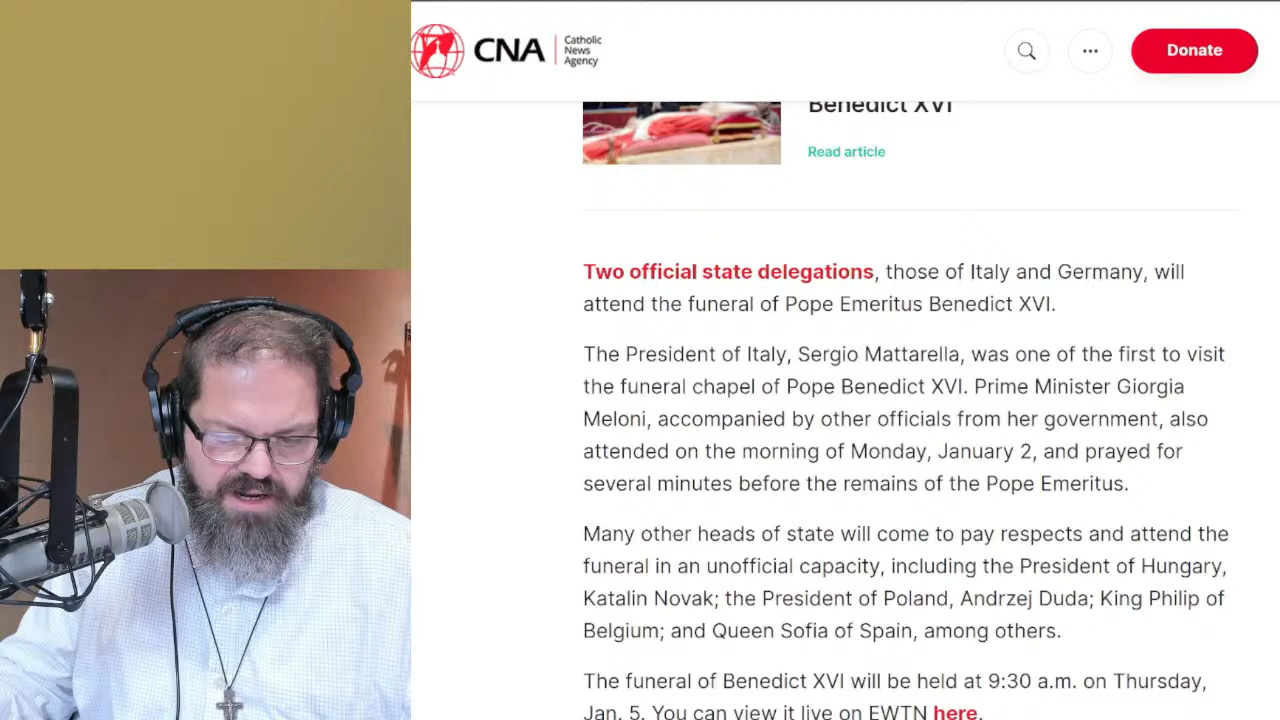 CNA
Catholic
News
Agency
Donate
Benedict XVI
Read article
Two official state delegations, those of Italy and Germany, will
attend the funeral of Pope Emeritus Benedict XVI.
The President of Italy, Sergio Mattarella, was one of the first to visit
the funeral chapel of Pope Benedict XVI. Prime Minister Giorgia
Meloni, accompanied by other officials from her government, also
attended on the morning of Monday, January 2, and prayed for
several minutes before the remains of the Pope Emeritus.
Many other heads of state will come to pay respects and attend the
funeral in an unofficial capacity, including the President of Hungary,
Katalin Novak; the President of Poland, Andrzej Duda; King Philip of
Belgium; and Queen Sofia of Spain, among others.
The funeral of Benedict XVI will be held at 9:30 a.m. on Thursday,
Jan. 5. You can view it live on EWTN here.